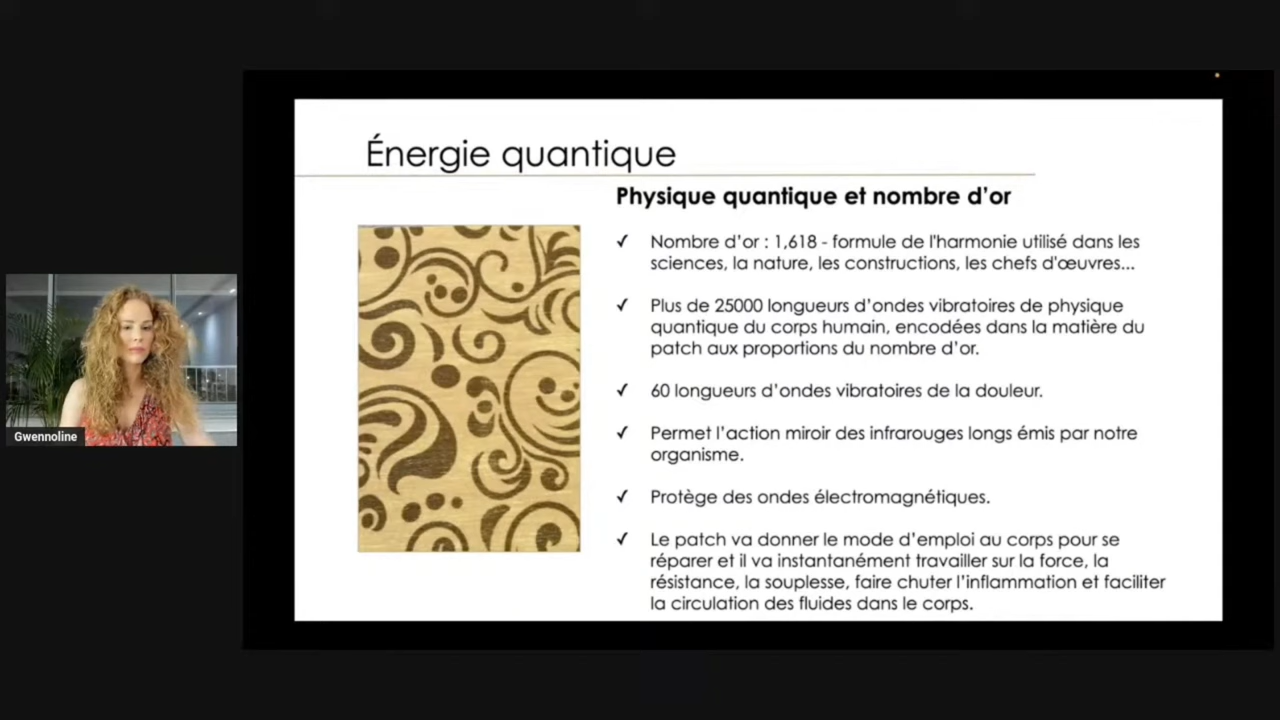 Énergie quantique
Physique quantique et nombre d’or
✓ Nombre d’or : 1,618 - formule de l'harmonie utilisé dans les
sciences, la nature, les constructions, les chefs d'œuvres...
✓ Plus de 25000 longueurs d’ondes vibratoires de physique
quantique du corps humain, encodées dans la matière du
patch aux proportions du nombre d’or.
✓ 60 longueurs d’ondes vibratoires de la douleur.
✓ Permet l’action miroir des infrarouges longs émis par notre
organisme.
✓ Protège des ondes électromagnétiques.
✓ Le patch va donner le mode d’emploi au corps pour se
réparer et il va instantanément travailler sur la force, la
résistance, la souplesse, faire chuter l’inflammation et faciliter
la circulation des fluides dans le corps.
Gwennoline